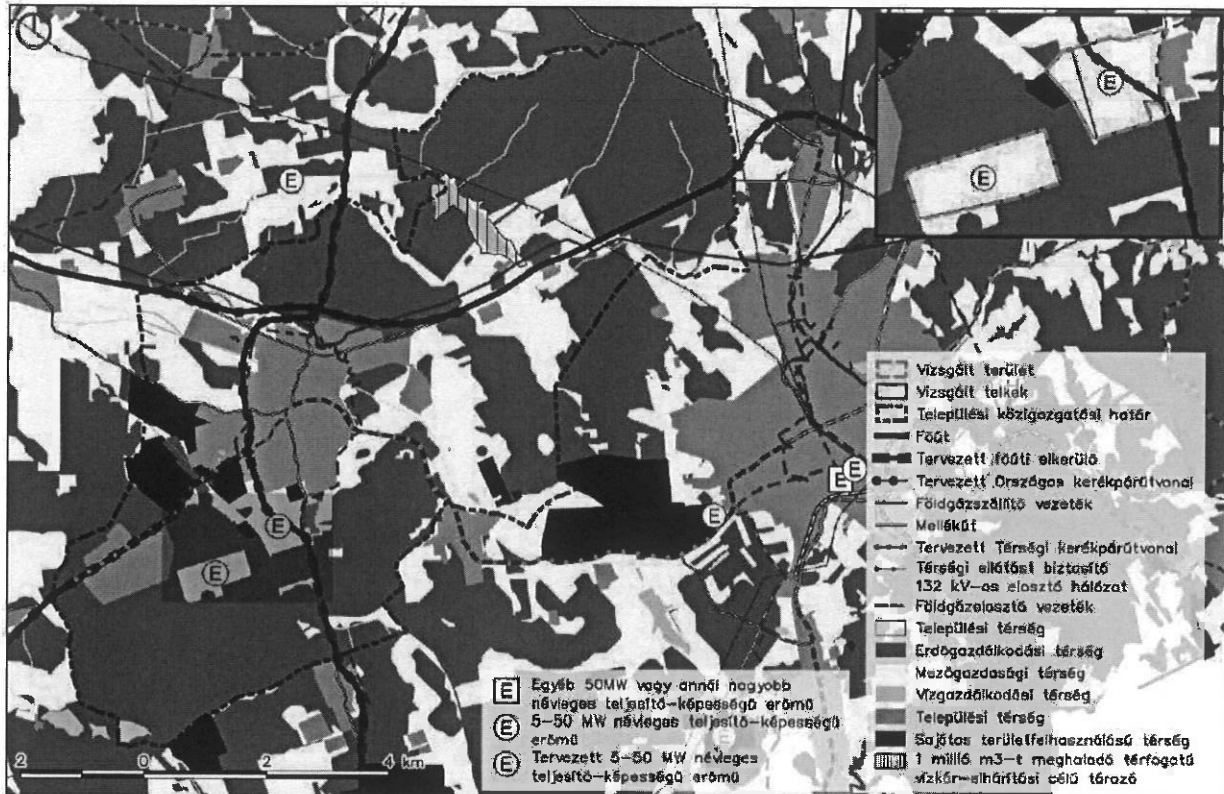 E
E
E
Vizsgált terület
Vizsgált telkek
Települési közigazgatási határ
Főút
Tervezett főúti elkerülő
Tervezett Országos kerékpárútvonal
Földgázszállító vezeték
Mellékút
Tervezett Térségi kerékpárútvonal
Térségi ellátást biztosító
132 kV-os elosztó hálózat
Földgázelosztó vezeték
Települési térség
Erdőgazdálkodási térség
Mezőgazdasági térség
Vízgazdálkodási térség
Települési térség
Sajátos területfelhasználású térség
1 millió m3-t meghaladó térfogatú
vízkár-elhárítási célú tározó
E
E
E
E
E
E Egyéb 50MW vagy annál nagyobb
névleges teljesítő-képességű erőmű
E 5-50 MW névleges teljesítő-képességű
erőmű
E Tervezett 5-50 MW névleges
teljesítő-képességű erőmű
2 0 2 4 km